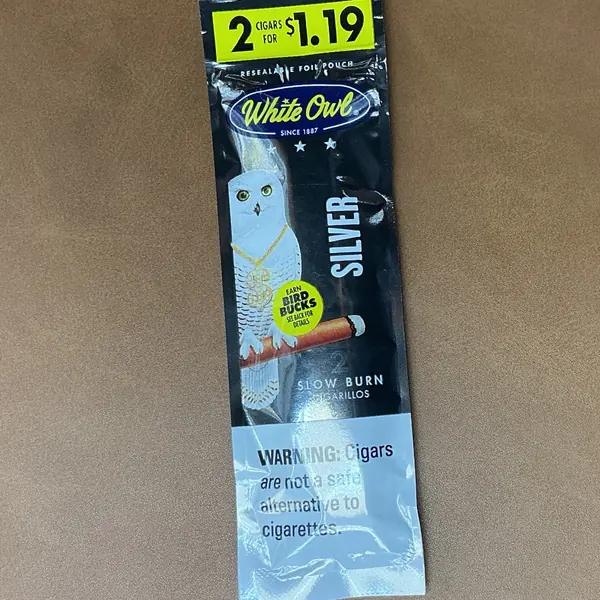 2 CIGARS FOR $1.19
RESEALABLE FOIL POUCH
White Owl
SINCE 1887
SILVER
EARN
BIRD
BUCKS
SEE BACK FOR
DETAILS
2
SLOW BURN
CIGARILLOS
WARNING: Cigars
are not a safe
alternative to
cigarettes.